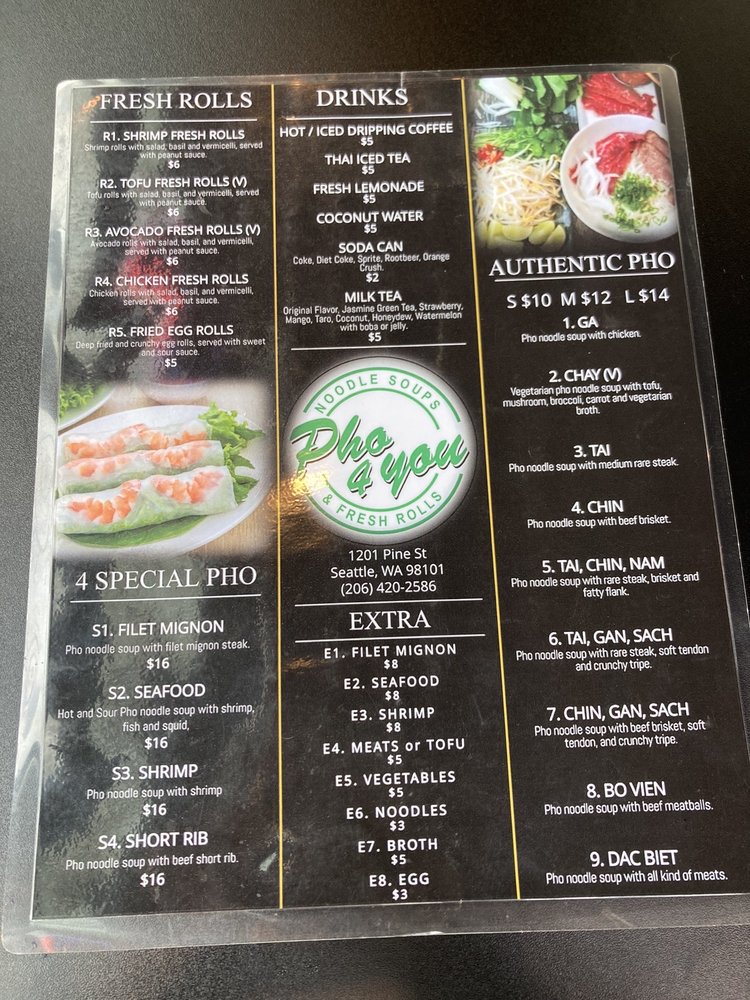 FRESH ROLLS
R1. SHRIMP FRESH ROLLS
Shrimp rolls with salad, basil and vermicelli, served
with peanut sauce.
$6
R2. TOFU FRESH ROLLS (V)
Tofu rolls with salad, basil, and vermicelli, served
with peanut sauce.
$6
R3. AVOCADO FRESH ROLLS (V)
Avocado rolls with salad, basil, and vermicelli,
served with peanut sauce.
$6
R4. CHICKEN FRESH ROLLS
Chicken rolls with salad, basil, and vermicelli,
served with peanut sauce.
$6
R5. FRIED EGG ROLLS
Deep fried and crunchy egg rolls, served with sweet
and sour sauce.
$5
4 SPECIAL PHO
S1. FILET MIGNON
Pho noodle soup with filet mignon steak.
$16
S2. SEAFOOD
Hot and Sour Pho noodle soup with shrimp,
fish and squid,
$16
S3. SHRIMP
Pho noodle soup with shrimp
$16
S4. SHORT RIB
Pho noodle soup with beef short rib.
$16
DRINKS
HOT / ICED DRIPPING COFFEE
$5
THAI ICED TEA
$5
FRESH LEMONADE
$5
COCONUT WATER
$5
SODA CAN
Coke, Diet Coke, Sprite, Rootbeer, Orange
Crush.
$2
MILK TEA
Original Flavor, Jasmine Green Tea, Strawberry,
Mango, Taro, Coconut, Honeydew, Watermelon
with boba or jelly.
$5
NOODLE SOUPS
Pho
4 you
& FRESH ROLLS
1201 Pine St
Seattle, WA 98101
(206) 420-2586
EXTRA
E1. FILET MIGNON
$8
E2. SEAFOOD
$8
E3. SHRIMP
$8
E4. MEATS or TOFU
$5
E5. VEGETABLES
$5
E6. NOODLES
$3
E7. BROTH
$5
E8. EGG
$3
AUTHENTIC PHO
S $10 M $12 L $14
1. GA
Pho noodle soup with chicken.
2. CHAY (V)
Vegetarian pho noodle soup with tofu,
mushroom, broccoli, carrot and vegetarian
broth.
3. TAI
Pho noodle soup with medium rare steak.
4. CHIN
Pho noodle soup with beef brisket.
5. TAI, CHIN, NAM
Pho noodle soup with rare steak, brisket and
fatty flank.
6. TAI, GAN, SACH
Pho noodle soup with rare steak, soft tendon
and crunchy tripe.
7. CHIN, GAN, SACH
Pho noodle soup with beef brisket, soft
tendon, and crunchy tripe.
8. BO VIEN
Pho noodle soup with beef meatballs.
9. DAC BIET
Pho noodle soup with all kind of meats.